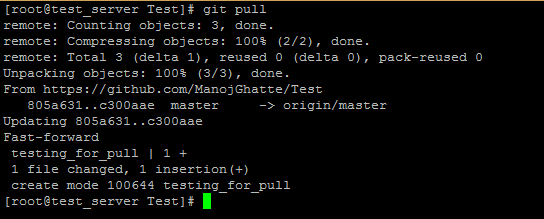 [root@test_server Test]# git pull
remote: Counting objects: 3, done.
remote: Compressing objects: 100% (2/2), done.
remote: Total 3 (delta 1), reused 0 (delta 0), pack-reused 0
Unpacking objects: 100% (3/3), done.
From https://github.com/ManojGhatte/Test
   805a631..c300aae  master     -> origin/master
Updating 805a631..c300aae
Fast-forward
 testing_for_pull | 1 +
 1 file changed, 1 insertion(+)
 create mode 100644 testing_for_pull
[root@test_server Test]#